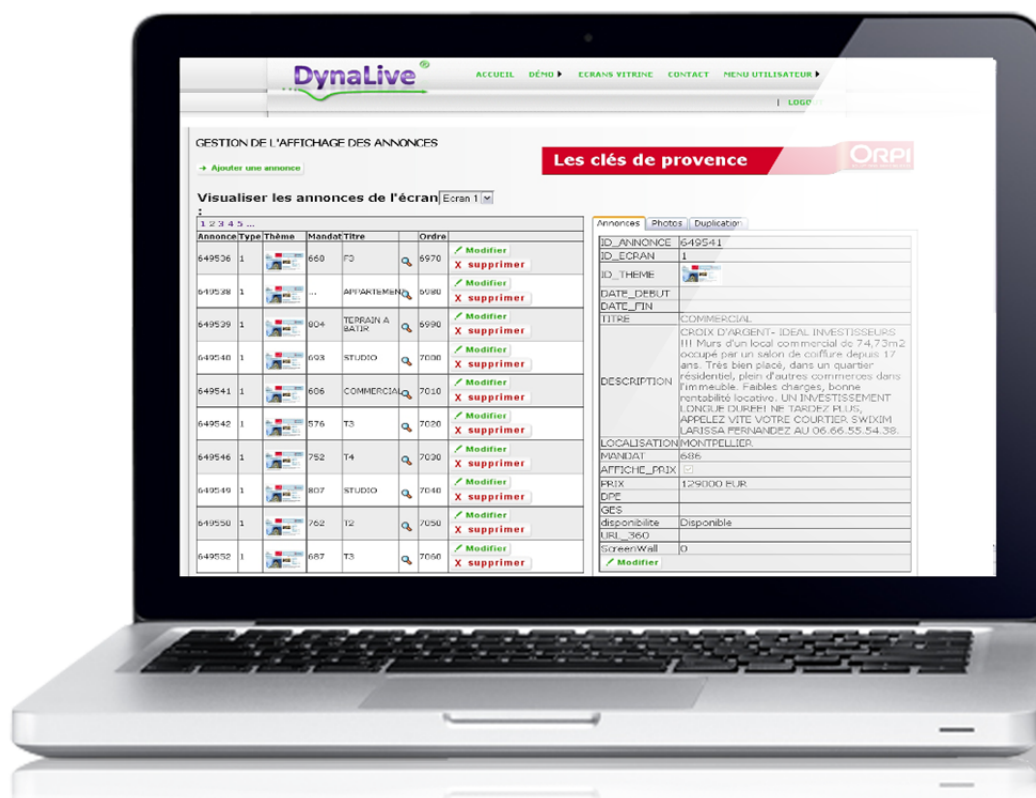 DynaLive®
ACCUEIL DÉMO ECRANS VITRINE CONTACT MENU UTILISATEUR
| LOGOUT
GESTION DE L'AFFICHAGE DES ANNONCES
Ajouter une annonce
Les clés de provence
ORPI
Visualiser les annonces de l'écran Ecran 1
:
1 2 3 4 5 ...
Annonce Type Thème Mandat Titre Ordre
649536 1 668 F3 6970 Modifier
X supprimer
649538 1 ... APPARTEMENT 6980 Modifier
X supprimer
649539 1 804 TERRAIN A BATIR 6990 Modifier
X supprimer
649540 1 693 STUDIO 7000 Modifier
X supprimer
649541 1 606 COMMERCIAL 7010 Modifier
X supprimer
649542 1 576 T3 7020 Modifier
X supprimer
649546 1 752 T4 7030 Modifier
X supprimer
649549 1 807 STUDIO 7040 Modifier
X supprimer
649550 1 762 T2 7050 Modifier
X supprimer
649552 1 687 T3 7060 Modifier
X supprimer
Annonces Photos Duplication
ID_ANNONCE 649541
ID_ECRAN 1
ID_THEME
DATE_DEBUT
DATE_FIN
TITRE COMMERCIAL
CROIX D'ARGENT- IDEAL INVESTISSEURS
!!! Murs d'un local commercial de 74,73m2
occupé par un salon de coiffure depuis 17
ans. Très bien placé, dans un quartier
DESCRIPTION résidentiel, plein d'autres commerces dans
l'immeuble. Faibles charges, bonne
rentabilité locative. UN INVESTISSEMENT
LONGUE DUREE! NE TARDEZ PLUS,
APPELEZ VITE VOTRE COURTIER SWIXIM
LARISSA FERNANDEZ AU 06.66.55.54.38.
LOCALISATION MONTPELLIER
MANDAT 686
AFFICHE_PRIX
PRIX 129000 EUR
DPE
GES
disponibilite Disponible
URL_360
ScreenWall 0
Modifier